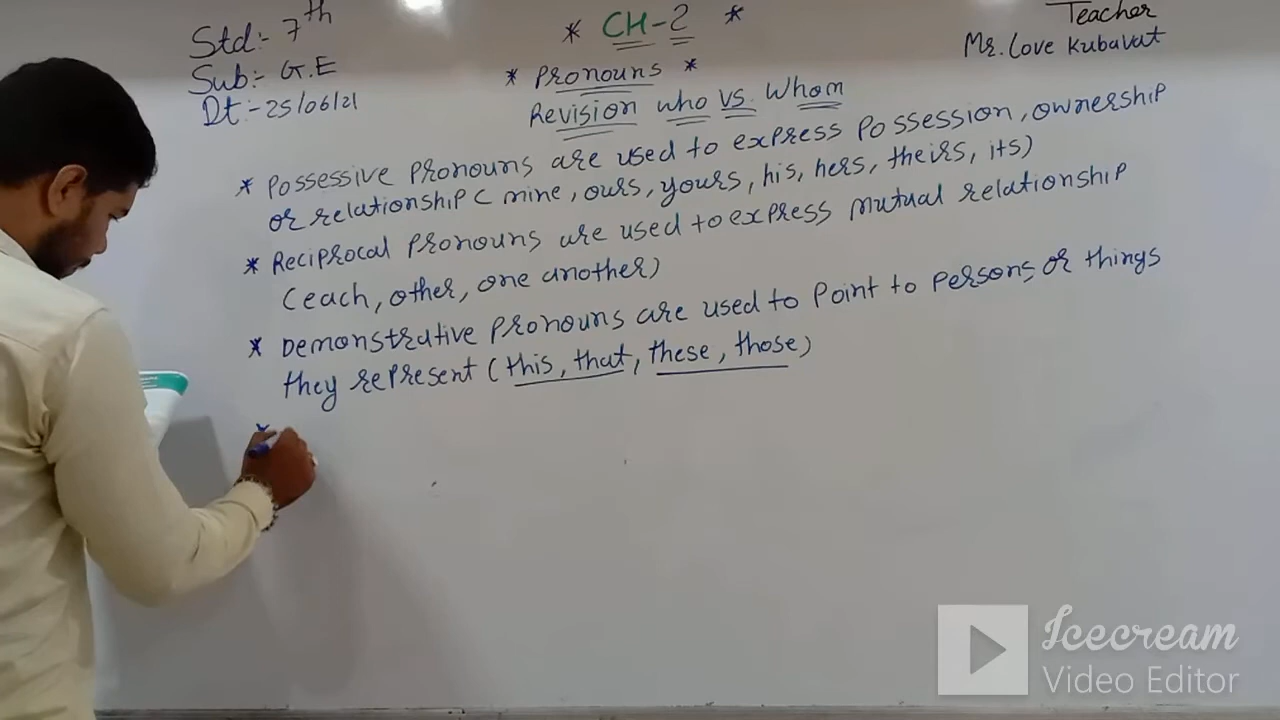 Std:- 7th
Sub:- G.E
Dt:- 25/06/21
* CH-2 *
* Pronouns *
Revision who vs. Whom
Teacher
Mr. Love Kubavat
* Possessive pronouns are used to express possession, ownership
or relationship ( mine, ours, yours, his, hers, theirs, its)
* Reciprocal pronouns are used to express mutual relationship
(each, other, one another)
* Demonstrative pronouns are used to point to persons or things
they represent (this, that, these, those)
Icecream
Video Editor